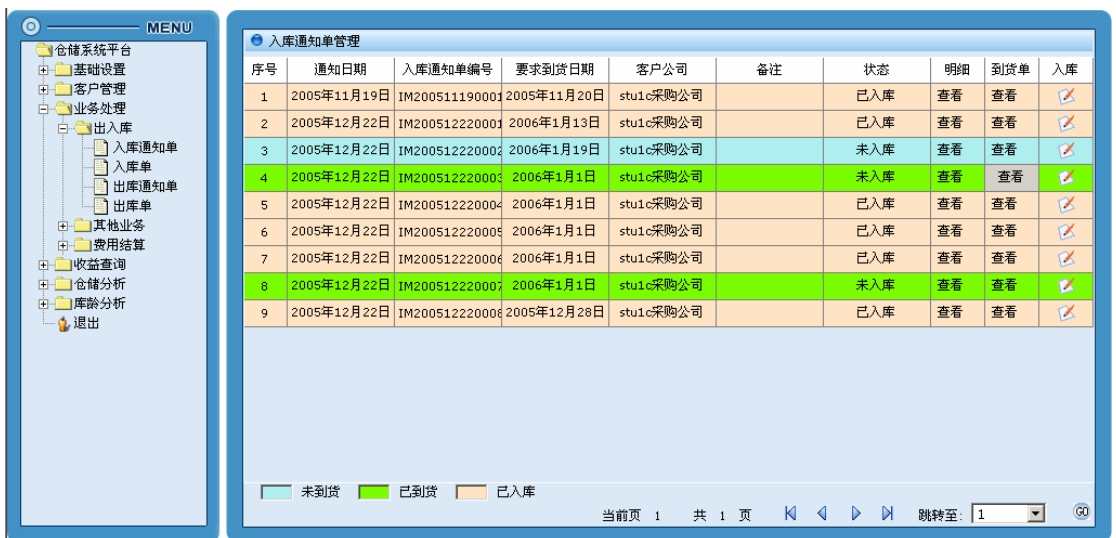 MENU
仓储系统平台
基础设置
客户管理
业务处理
出入库
入库通知单
入库单
出库通知单
出库单
其他业务
费用结算
收益查询
仓储分析
库龄分析
退出
入库通知单管理
序号 通知日期 入库通知单编号 要求到货日期 客户公司 备注 状态 明细 到货单 入库
1 2005年11月19日 IM200511190001 2005年11月20日 stu1c采购公司 已入库 查看 查看
2 2005年12月22日 IM200512220001 2006年1月13日 stu1c采购公司 已入库 查看 查看
3 2005年12月22日 IM200512220002 2006年1月19日 stu1c采购公司 未入库 查看 查看
4 2005年12月22日 IM200512220003 2006年1月1日 stu1c采购公司 未入库 查看 查看
5 2005年12月22日 IM200512220004 2006年1月1日 stu1c采购公司 已入库 查看 查看
6 2005年12月22日 IM200512220005 2006年1月1日 stu1c采购公司 已入库 查看 查看
7 2005年12月22日 IM200512220006 2006年1月1日 stu1c采购公司 已入库 查看 查看
8 2005年12月22日 IM200512220007 2006年1月1日 stu1c采购公司 未入库 查看 查看
9 2005年12月22日 IM200512220008 2005年12月28日 stu1c采购公司 已入库 查看 查看
未到货 已到货 已入库
当前页 1 共 1 页 跳转至: 1 GO